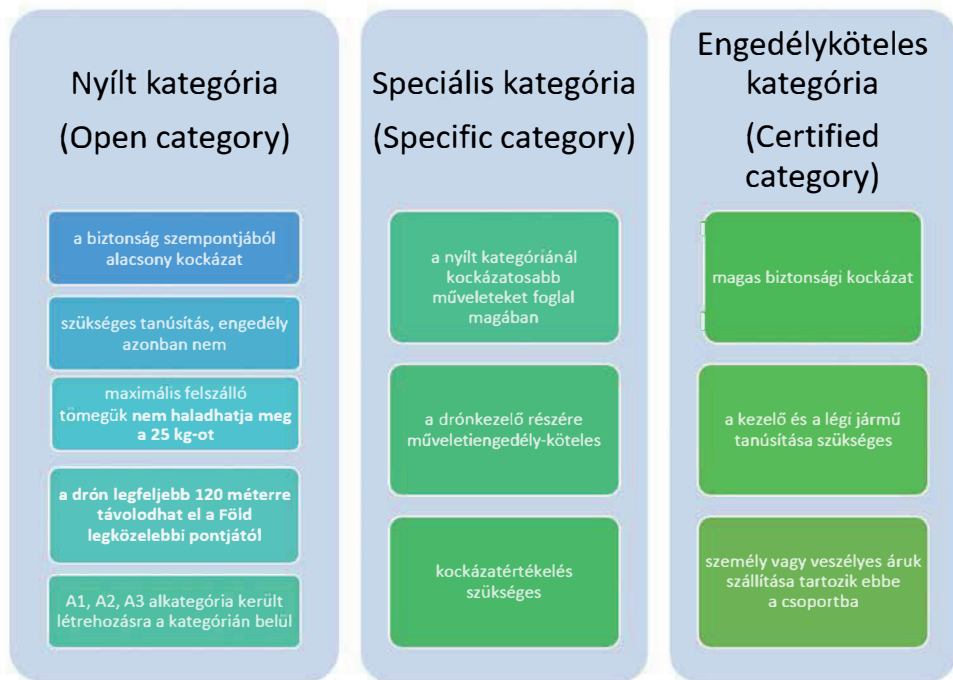 Nyílt kategória
(Open category)
a biztonság szempontjából
alacsony kockázat
szükséges tanúsítás, engedély
azonban nem
maximális felszálló
tömegük nem haladhatja meg
a 25 kg-ot
a drón legfeljebb 120 méterre
távolodhat el a Föld
legközelebbi pontjától
A1, A2, A3 alkategória került
létrehozásra a kategórián belül
Speciális kategória
(Specific category)
a nyílt kategóriánál
kockázatosabb
műveleteket foglal
magában
a drónkezelő részére
műveletiengedély-köteles
kockázatértékelés
szükséges
Engedélyköteles
kategória
(Certified
category)
magas biztonsági kockázat
a kezelő és a légi jármű
tanúsítása szükséges
személy vagy veszélyes áruk
szállítása tartozik ebbe
a csoportba